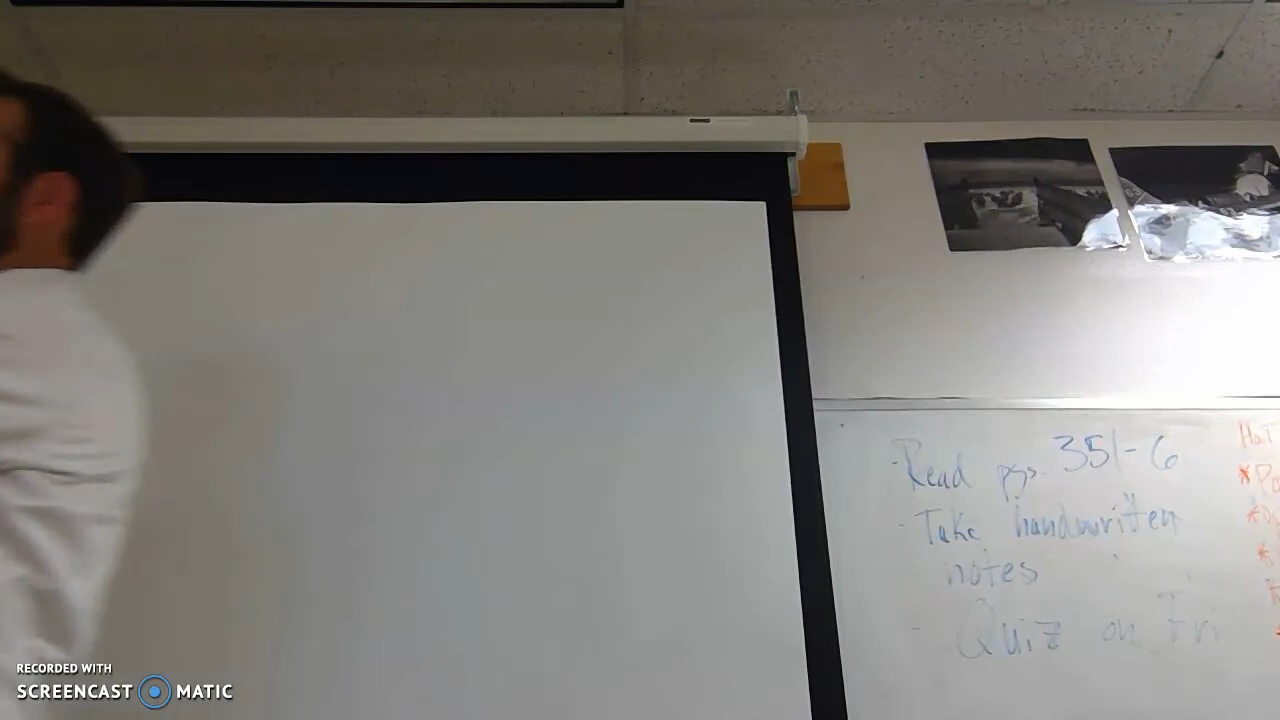 - Read pgs. 351-6
- Take handwritten
notes
- Quiz on Fri
RECORDED WITH
SCREENCAST MATIC